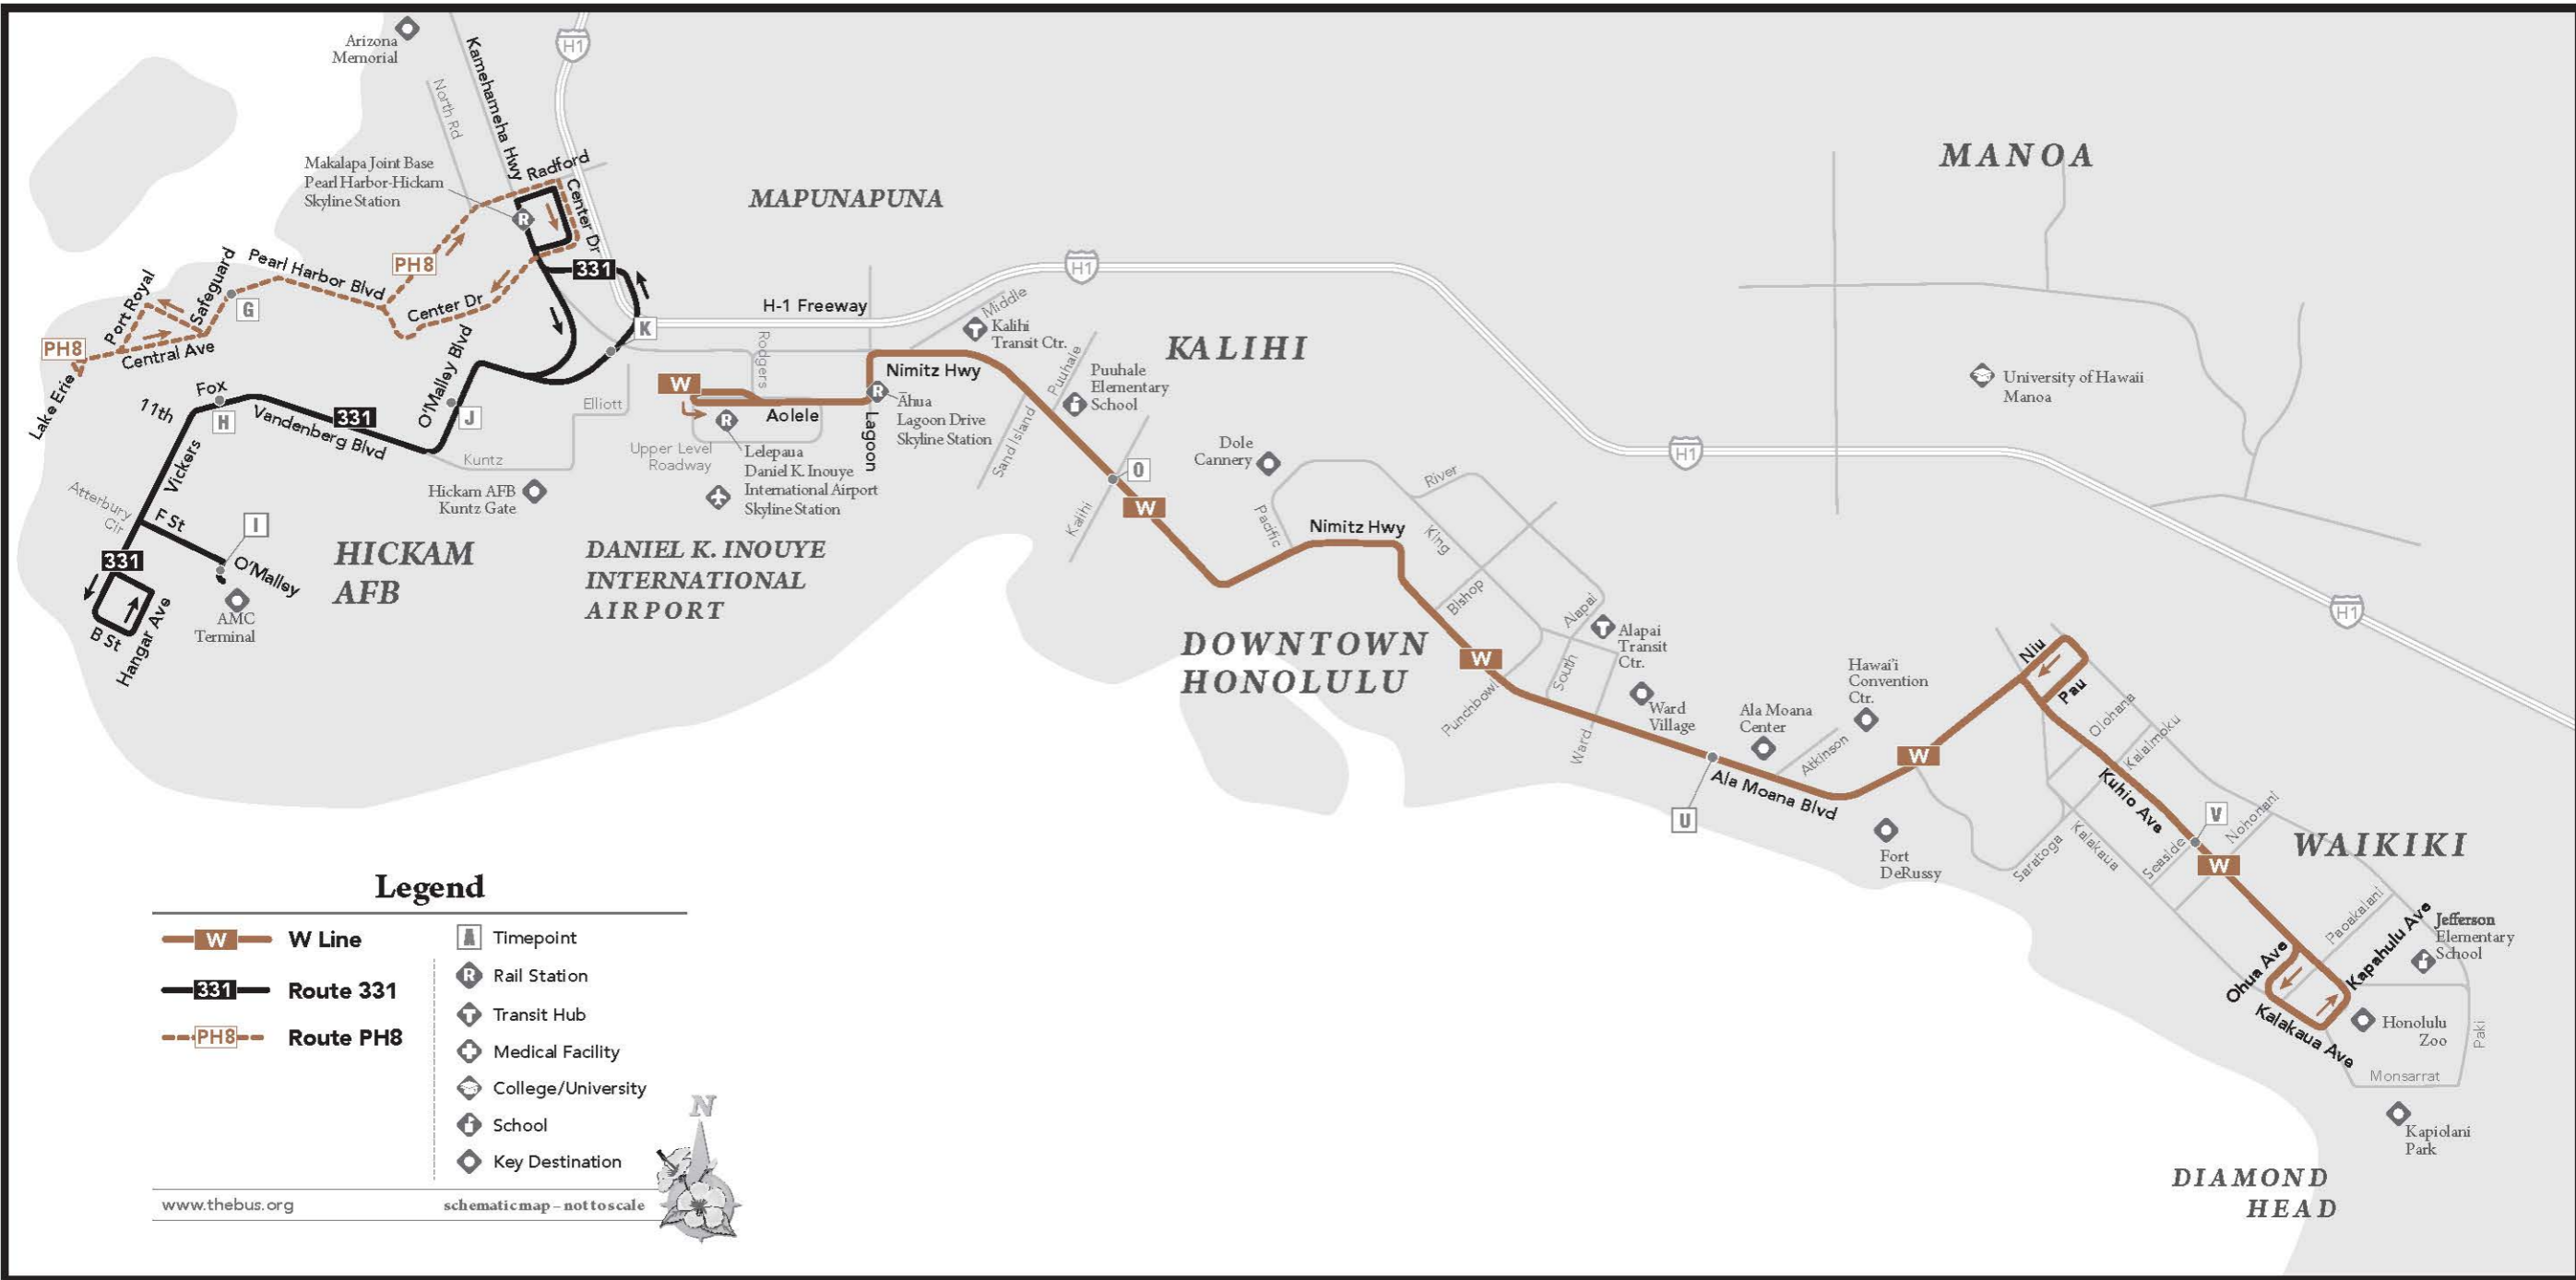 H1
Arizona
Memorial
Kamehameha Hwy
North Rd
Makalapa Joint Base
Pearl Harbor-Hickam
Skyline Station
Radford
Center Dr
R
MAPUNAPUNA
MANOA
331
PH8
Pearl Harbor Blvd
Safeguard
Port Royal
G
Center Dr
PH8
Central Ave
Lake Erie
K
H-1 Freeway
H1
Middle
Kalihi
Transit Ctr.
KALIHI
Rodgers
W
Nimitz Hwy
Puuhale
Puuhale
Elementary
School
R
Āhua
Lagoon Drive
Skyline Station
Aolele
Lagoon
Sand Island
University of Hawaii
Manoa
11th
Fox
H
331
Vandenberg Blvd
O'Malley Blvd
J
Elliott
Kuntz
Upper Level
Roadway
R
Lelepaua
Daniel K. Inouye
International Airport
Skyline Station
Hickam AFB
Kuntz Gate
Vickers
Atterbury
Cir
F St
I
O'Malley
AMC
Terminal
331
B St
Hangar Ave
HICKAM
AFB
DANIEL K. INOUYE
INTERNATIONAL
AIRPORT
Kalihi
O
W
Dole
Cannery
Pacific
River
Nimitz Hwy
King
H1
Bishop
Alapai
Alapai
Transit
Ctr.
DOWNTOWN
HONOLULU
W
Punchbowl
South
Ward
Ward
Village
Ala Moana
Center
Hawai'i
Convention
Ctr.
Atkinson
U
Ala Moana Blvd
W
Fort
DeRussy
H1
Niu
Pau
Olohana
Kalaimoku
Kuhio Ave
Saratoga
Kalakaua
Seaside
V
Nohonani
W
WAIKIKI
Paoakalani
Kapahulu Ave
Jefferson
Elementary
School
Ohua Ave
Kalakaua Ave
Honolulu
Zoo
Paki
Monsarrat
Kapiolani
Park
DIAMOND
HEAD
Legend
W W Line
331 Route 331
PH8 Route PH8
A Timepoint
R Rail Station
T Transit Hub
Medical Facility
College/University
School
Key Destination
www.thebus.org
schematic map – not to scale
N